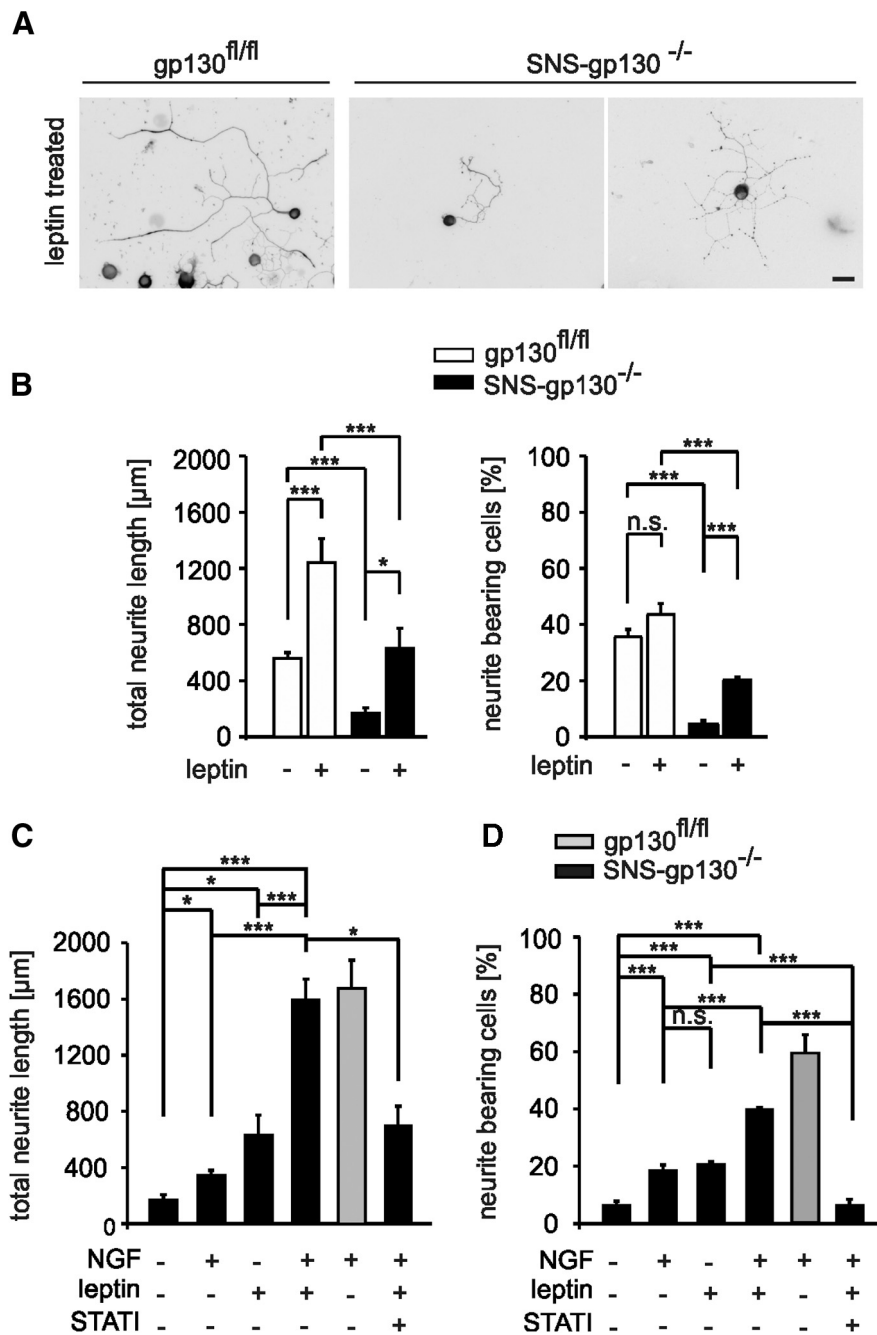 A
gp130fl/fl SNS-gp130 -/-
leptin treated
gp130fl/fl
SNS-gp130-/-
B
total neurite length [µm]
2000
1600
1200
800
400
0
*** *** *** *
leptin - + - +
neurite bearing cells [%]
100
80
60
40
20
0
*** *** n.s. ***
leptin - + - +
C
total neurite length [µm]
2000
1600
1200
800
400
0
***
* ***
* *** *
NGF - + - + + +
leptin - - + + - +
STATI - - - - - +
D
gp130fl/fl
SNS-gp130-/-
neurite bearing cells [%]
100
80
60
40
20
0
***
*** ***
*** *** ***
n.s.
NGF - + - + + +
leptin - - + + - +
STATI - - - - - +